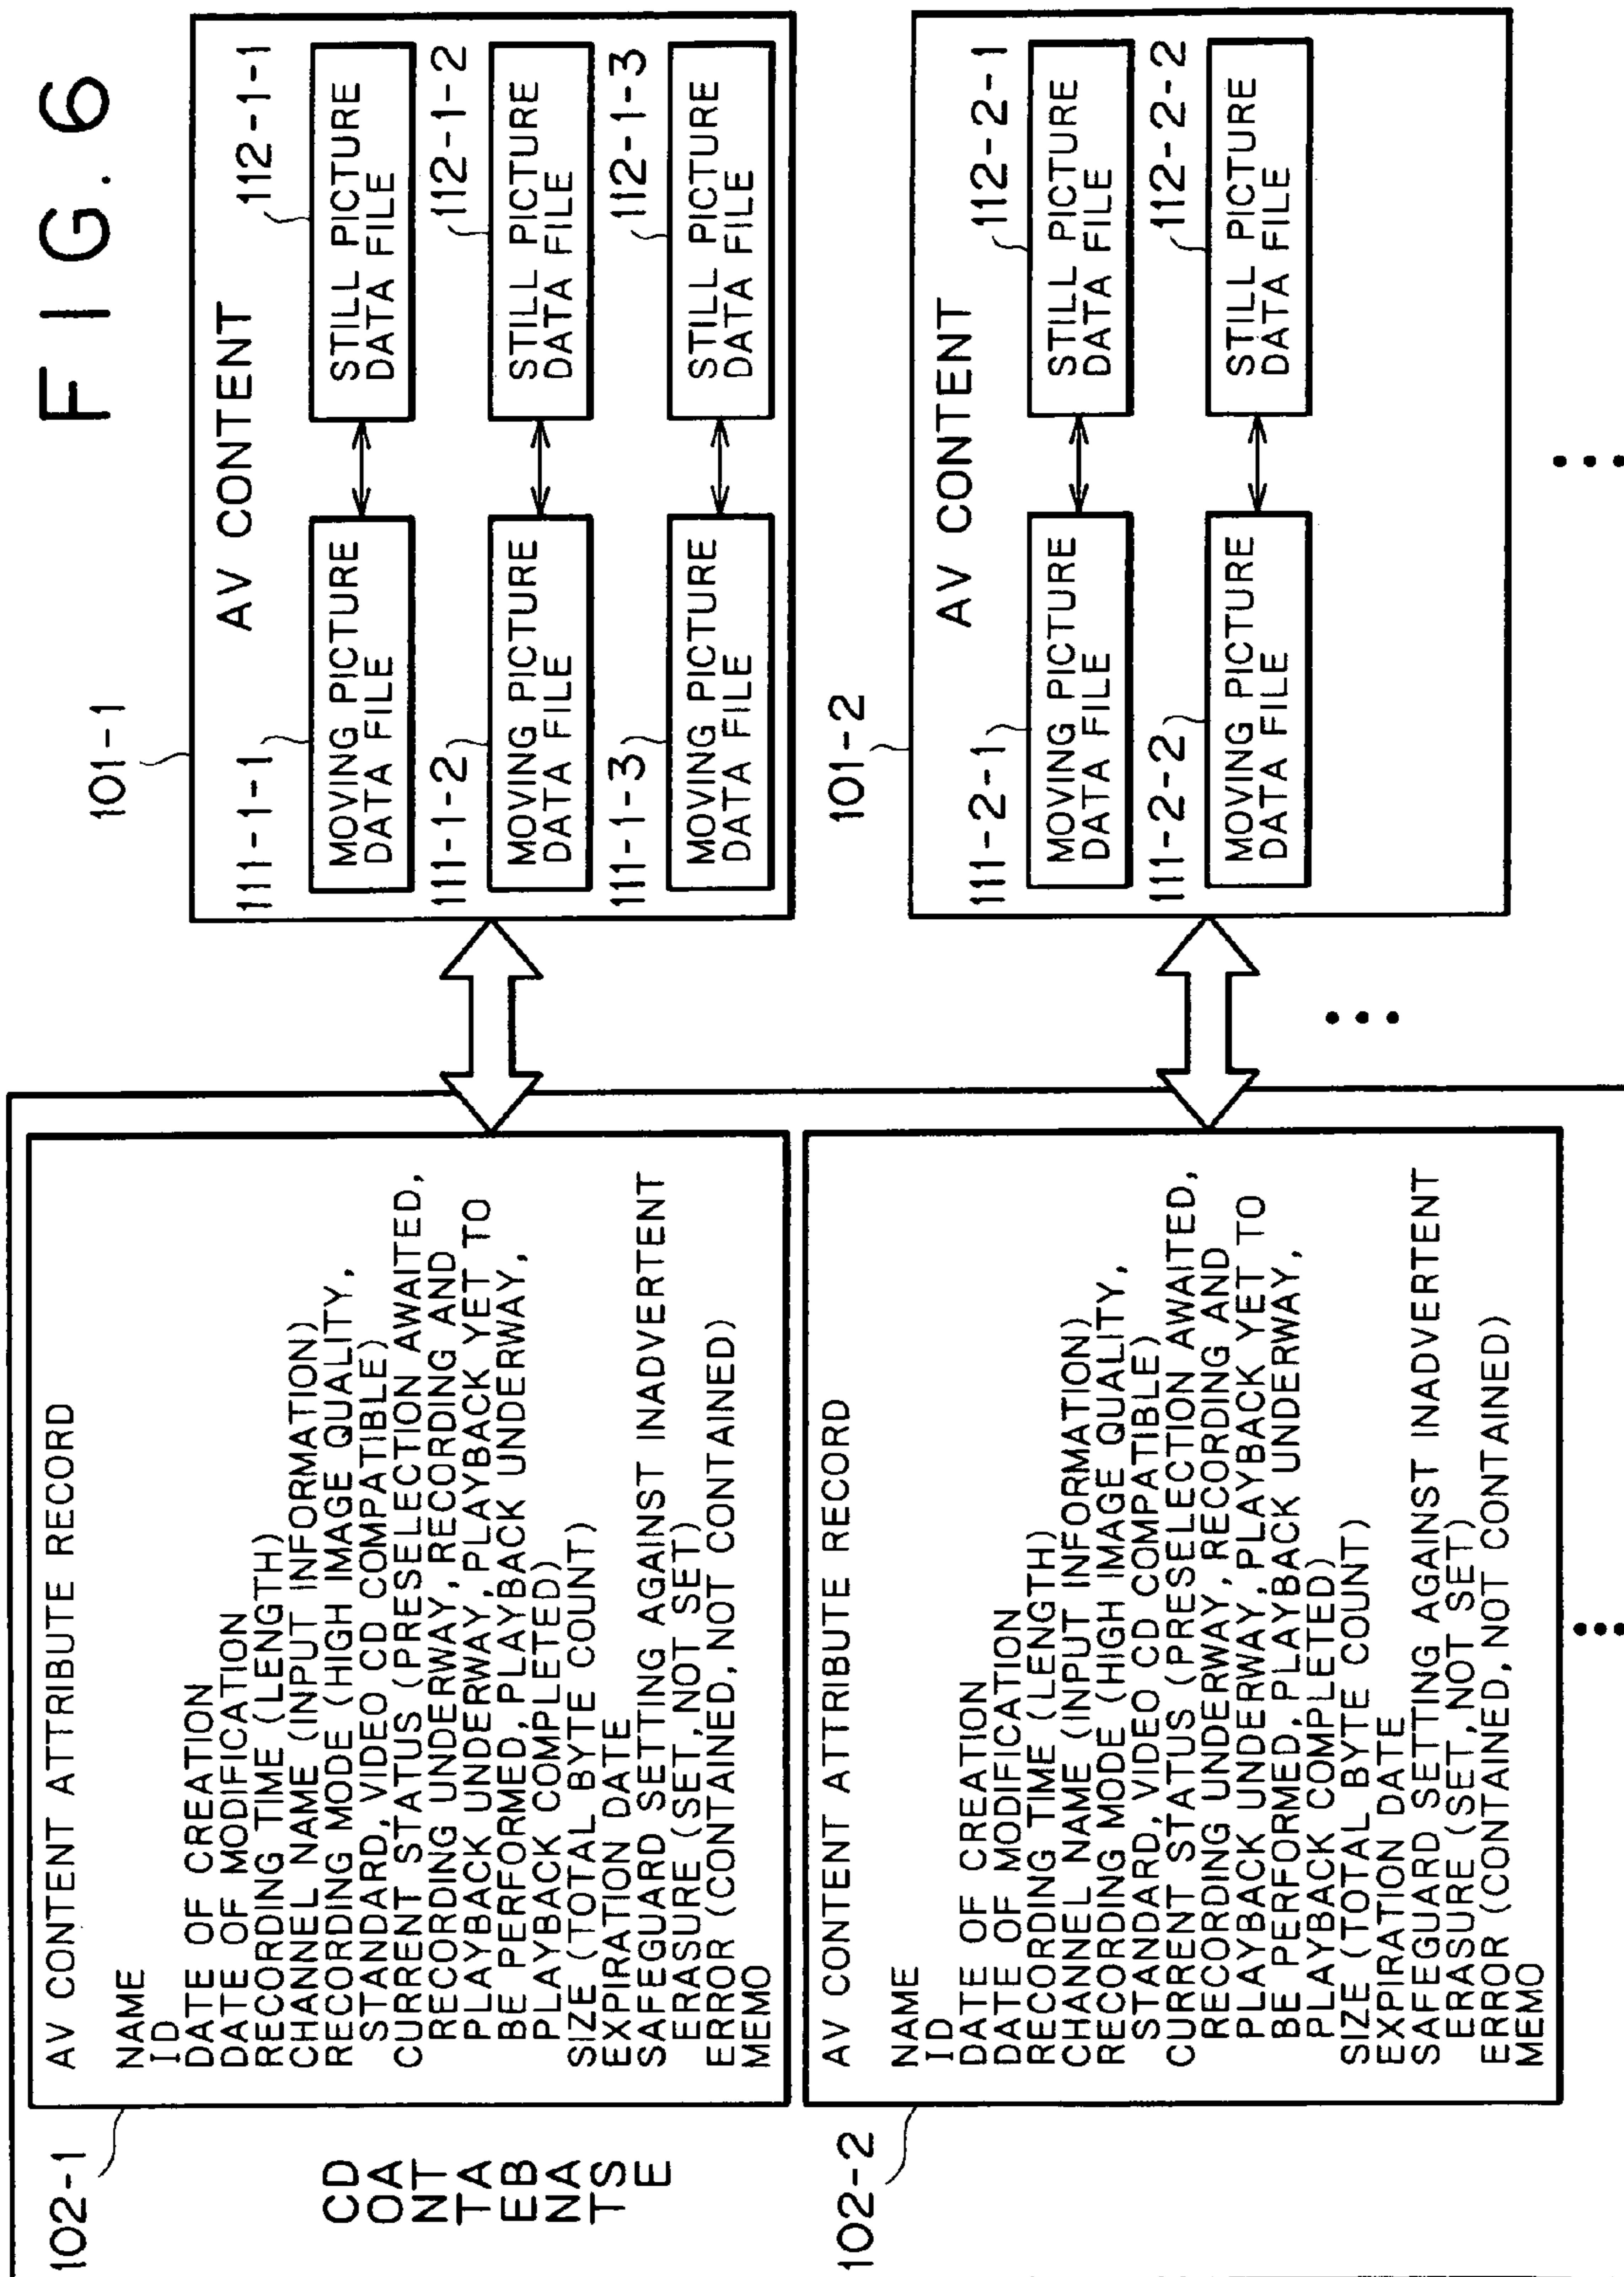 FIG. 6
102-1
CONTENT
DATABASE
AV CONTENT ATTRIBUTE RECORD
NAME
ID
DATE OF CREATION
DATE OF MODIFICATION
RECORDING TIME (LENGTH)
CHANNEL NAME (INPUT INFORMATION)
RECORDING MODE (HIGH IMAGE QUALITY,
STANDARD, VIDEO CD COMPATIBLE)
CURRENT STATUS (PRESELECTION AWAITED,
RECORDING UNDERWAY, RECORDING AND
PLAYBACK UNDERWAY, PLAYBACK YET TO
BE PERFORMED, PLAYBACK UNDERWAY,
PLAYBACK COMPLETED)
SIZE (TOTAL BYTE COUNT)
EXPIRATION DATE
SAFEGUARD SETTING AGAINST INADVERTENT
ERASURE (SET, NOT SET)
ERROR (CONTAINED, NOT CONTAINED)
MEMO
101-1
AV CONTENT
111-1-1
MOVING PICTURE
DATA FILE
112-1-1
STILL PICTURE
DATA FILE
111-1-2
MOVING PICTURE
DATA FILE
112-1-2
STILL PICTURE
DATA FILE
111-1-3
MOVING PICTURE
DATA FILE
112-1-3
STILL PICTURE
DATA FILE
102-2
AV CONTENT ATTRIBUTE RECORD
NAME
ID
DATE OF CREATION
DATE OF MODIFICATION
RECORDING TIME (LENGTH)
CHANNEL NAME (INPUT INFORMATION)
RECORDING MODE (HIGH IMAGE QUALITY,
STANDARD, VIDEO CD COMPATIBLE)
CURRENT STATUS (PRESELECTION AWAITED,
RECORDING UNDERWAY, RECORDING AND
PLAYBACK UNDERWAY, PLAYBACK YET TO
BE PERFORMED, PLAYBACK UNDERWAY,
PLAYBACK COMPLETED)
SIZE (TOTAL BYTE COUNT)
EXPIRATION DATE
SAFEGUARD SETTING AGAINST INADVERTENT
ERASURE (SET, NOT SET)
ERROR (CONTAINED, NOT CONTAINED)
MEMO
101-2
AV CONTENT
111-2-1
MOVING PICTURE
DATA FILE
112-2-1
STILL PICTURE
DATA FILE
111-2-2
MOVING PICTURE
DATA FILE
112-2-2
STILL PICTURE
DATA FILE